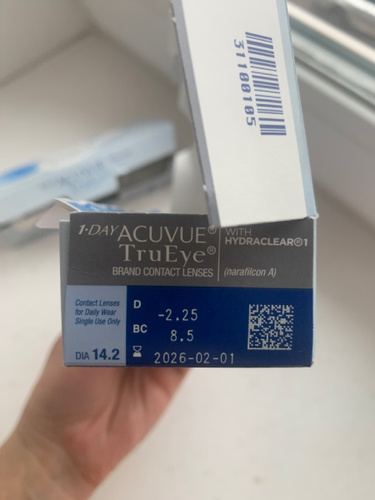 31100105
1·DAY ACUVUE® WITH
TruEye® HYDRACLEAR®1
BRAND CONTACT LENSES (narafilcon A)
Contact Lenses
for Daily Wear
Single Use Only
DIA 14.2
D -2.25
BC 8.5
2026-02-01